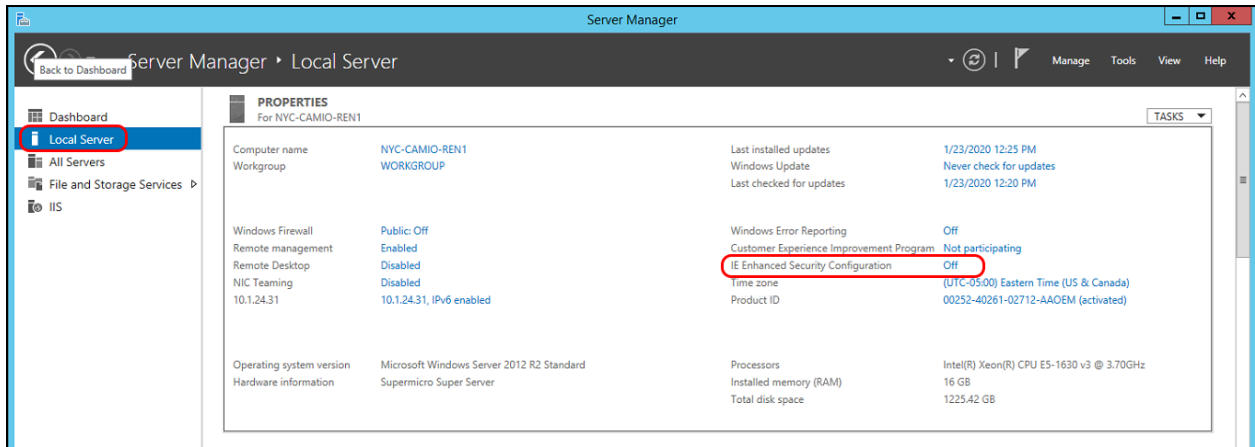 Server Manager
Back to Dashboard
Server Manager • Local Server
Manage Tools View Help
Dashboard
Local Server
All Servers
File and Storage Services
IIS
PROPERTIES
For NYC-CAMIO-REN1
TASKS
Computer name NYC-CAMIO-REN1 Last installed updates 1/23/2020 12:25 PM
Workgroup WORKGROUP Windows Update Never check for updates
Last checked for updates 1/23/2020 12:20 PM
Windows Firewall Public: Off Windows Error Reporting Off
Remote management Enabled Customer Experience Improvement Program Not participating
Remote Desktop Disabled IE Enhanced Security Configuration Off
NIC Teaming Disabled Time zone (UTC-05:00) Eastern Time (US & Canada)
10.1.24.31 10.1.24.31, IPv6 enabled Product ID 00252-40261-02712-AAOEM (activated)
Operating system version Microsoft Windows Server 2012 R2 Standard Processors Intel(R) Xeon(R) CPU E5-1630 v3 @ 3.70GHz
Hardware information Supermicro Super Server Installed memory (RAM) 16 GB
Total disk space 1225.42 GB